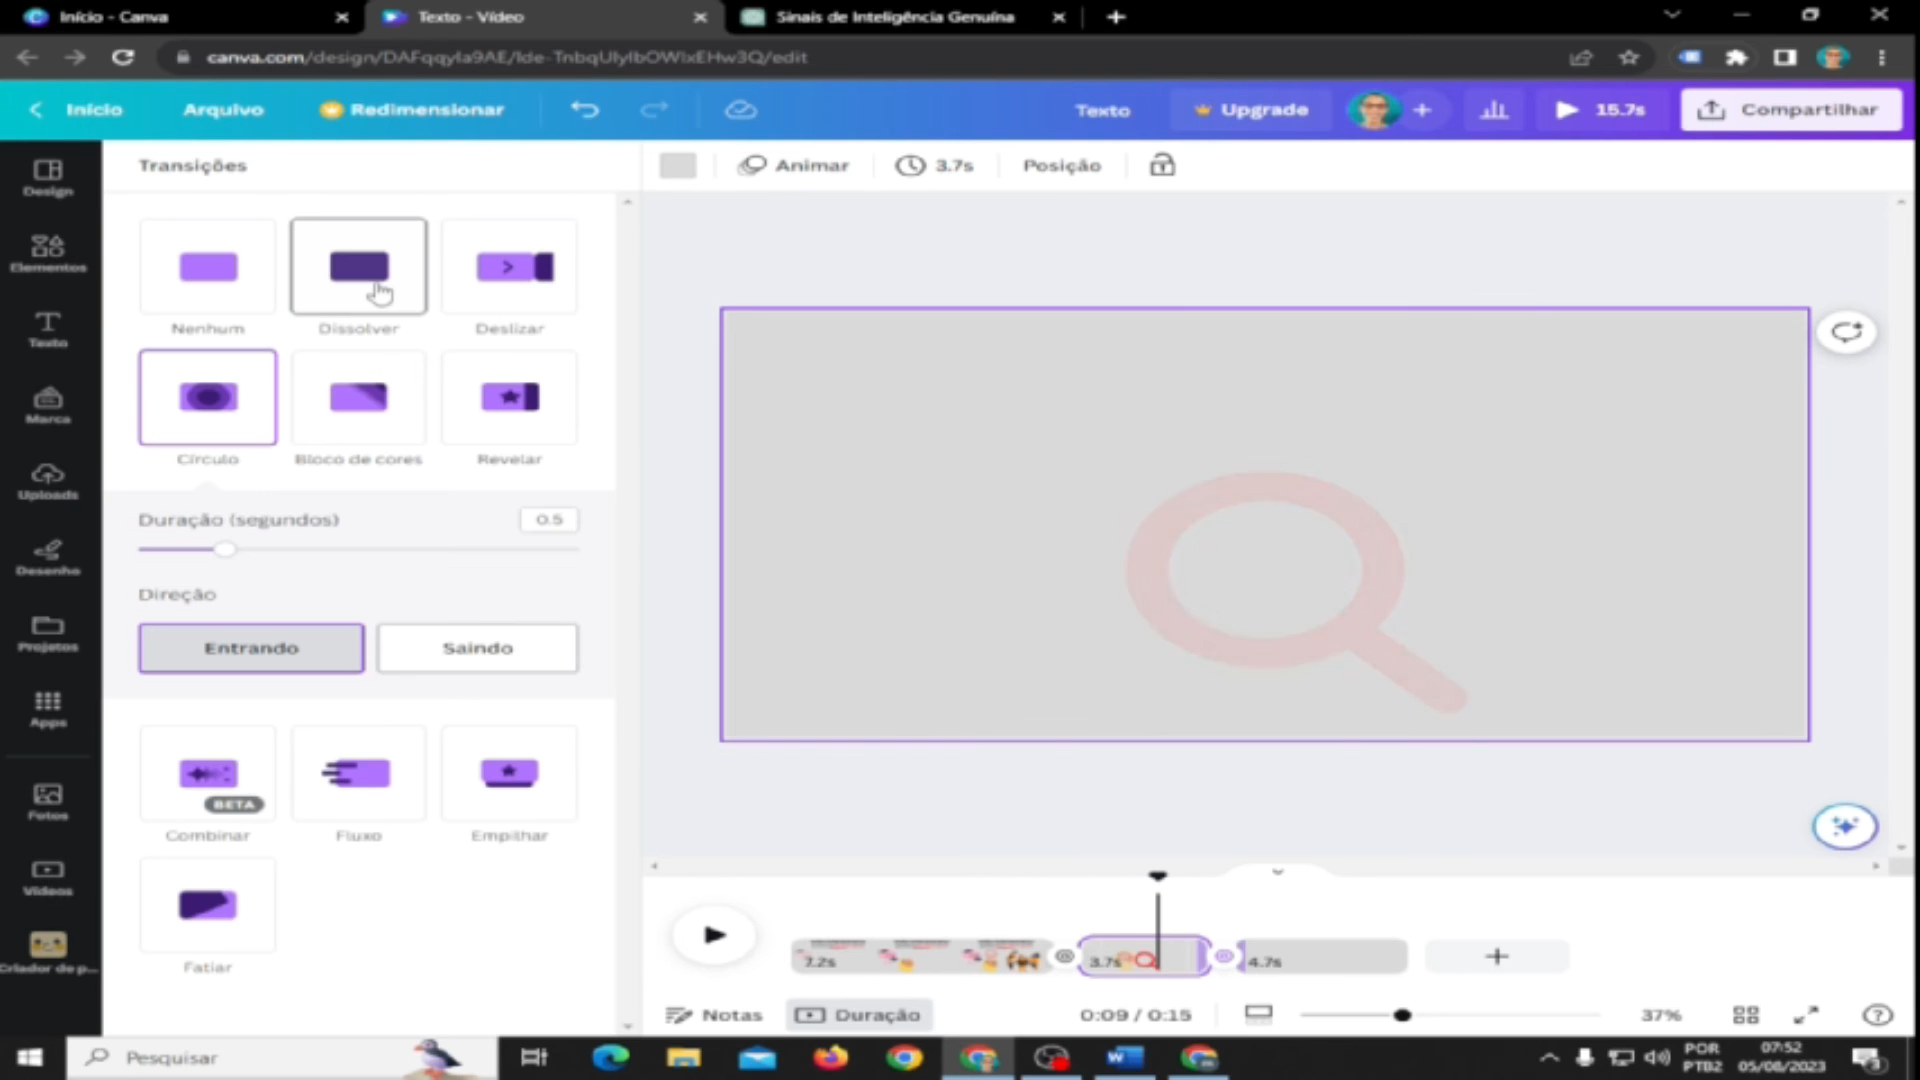 Início - Canva
Texto - Vídeo
Sinais de Inteligência Genuína
canva.com/design/DAFqqyla9AE/Ide-TnbqUlylbOWlxEHw3Q/edit
Início
Arquivo
Redimensionar
Texto
Upgrade
15.7s
Compartilhar
Design
Elementos
Texto
Marca
Uploads
Desenho
Projetos
Apps
Fotos
Vídeos
Criador de p...
Transições
Animar
3.7s
Posição
Nenhum
Dissolver
Deslizar
Círculo
Bloco de cores
Revelar
Duração (segundos)
0.5
Direção
Entrando
Saindo
BETA
Combinar
Fluxo
Empilhar
Fatiar
7.2s
3.7s
4.7s
Notas
Duração
0:09 / 0:15
37%
Pesquisar
POR
PTB2
07:52
05/08/2023
3